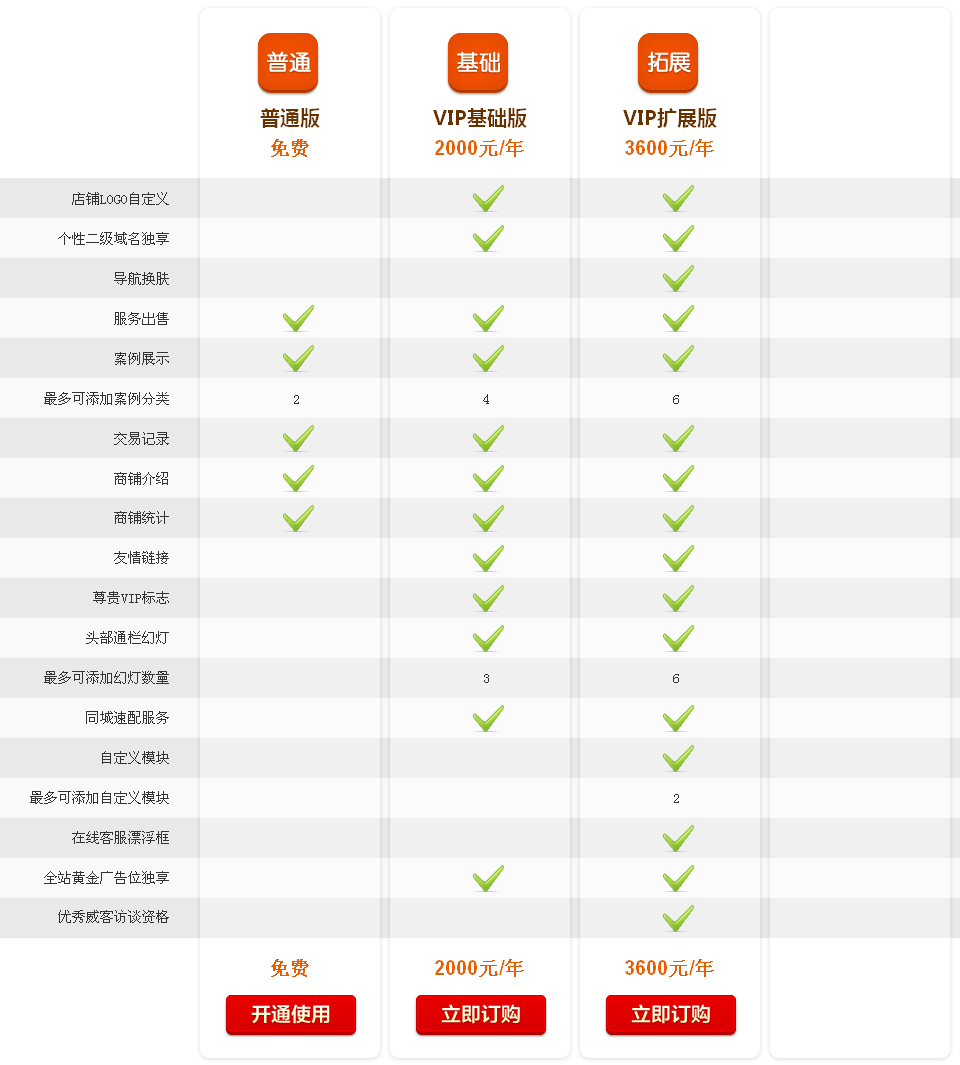 普通 基础 拓展
普通版 VIP基础版 VIP扩展版
免费 2000元/年 3600元/年
店铺LOGO自定义
个性二级域名独享
导航换肤
服务出售
案例展示
最多可添加案例分类 2 4 6
交易记录
商铺介绍
商铺统计
友情链接
尊贵VIP标志
头部通栏幻灯
最多可添加幻灯数量 3 6
同城速配服务
自定义模块
最多可添加自定义模块 2
在线客服漂浮框
全站黄金广告位独享
优秀威客访谈资格
免费 2000元/年 3600元/年
开通使用 立即订购 立即订购